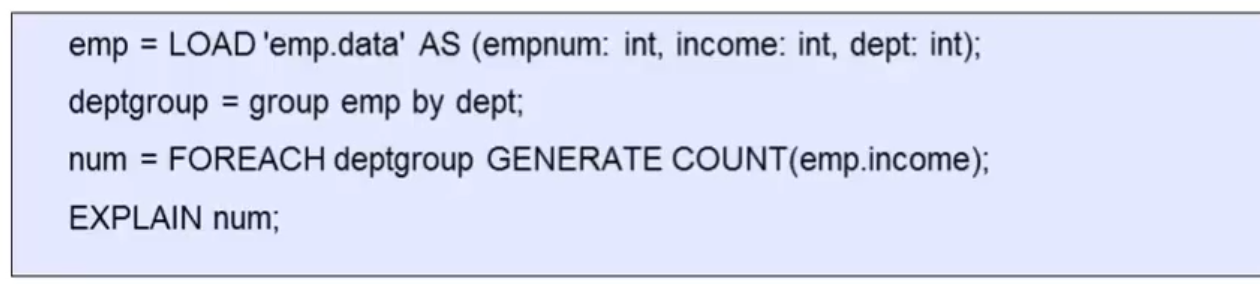 emp = LOAD 'emp.data' AS (empnum: int, income: int, dept: int);
deptgroup = group emp by dept;
num = FOREACH deptgroup GENERATE COUNT(emp.income);
EXPLAIN num;